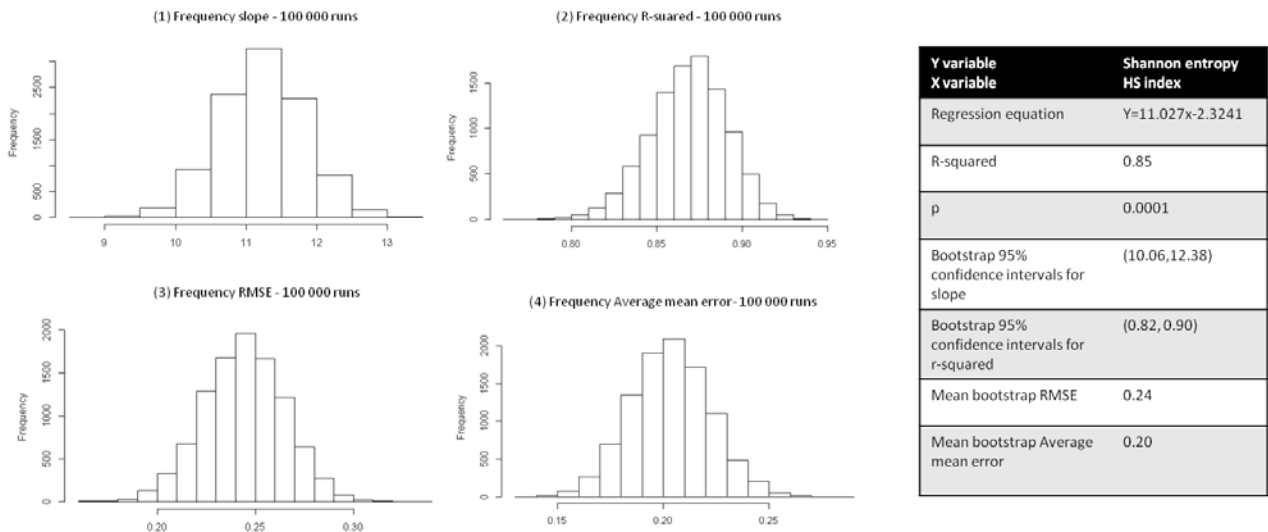 (1) Frequency slope - 100 000 runs
Frequency
0 500 1500 2500
9 10 11 12 13
(2) Frequency R-suared - 100 000 runs
Frequency
0 500 1000 1500
0.80 0.85 0.90 0.95
(3) Frequency RMSE - 100 000 runs
Frequency
0 500 1000 1500 2000
0.20 0.25 0.30
(4) Frequency Average mean error- 100 000 runs
Frequency
0 500 1000 1500 2000
0.15 0.20 0.25
Y variable Shannon entropy
X variable HS index
Regression equation Y=11.027x-2.3241
R-squared 0.85
p 0.0001
Bootstrap 95% (10.06,12.38)
confidence intervals for
slope
Bootstrap 95% (0.82, 0.90)
confidence intervals for
r-squared
Mean bootstrap RMSE 0.24
Mean bootstrap Average 0.20
mean error